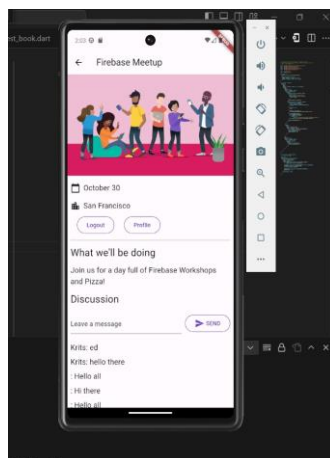 est_book.dart
Firebase Meetup
October 30
San Francisco
Logout Profile
What we'll be doing
Join us for a day full of Firebase Workshops
and Pizza!
Discussion
Leave a message
SEND
Krits: ed
Krits: hello there
: Hello all
: Hi there
: Hello all